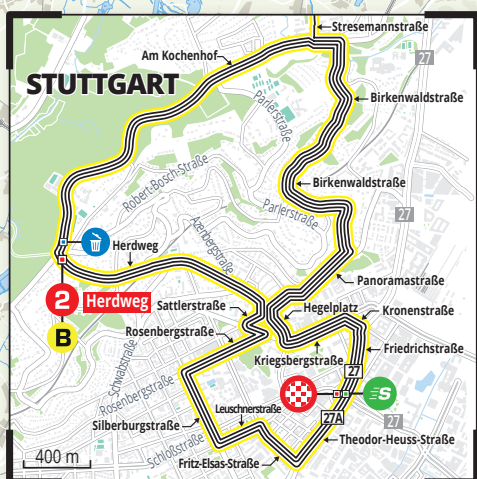 Stresemannstraße
Am Kochenhof
27
STUTTGART
Birkenwaldstraße
Parlerstraße
Robert-Bosch-Straße
Birkenwaldstraße
Parlerstraße
27
Azenbergstraße
Herdweg
Panoramastraße
2 Herdweg
Sattlerstraße
Hegelplatz
Kronenstraße
B
Rosenbergstraße
Friedrichstraße
Schwabstraße
Kriegsbergstraße
27
Rosenbergstraße
S
Leuschnerstraße
27A
27
Silberburgstraße
Theodor-Heuss-Straße
Schloßstraße
400 m
Fritz-Elsas-Straße